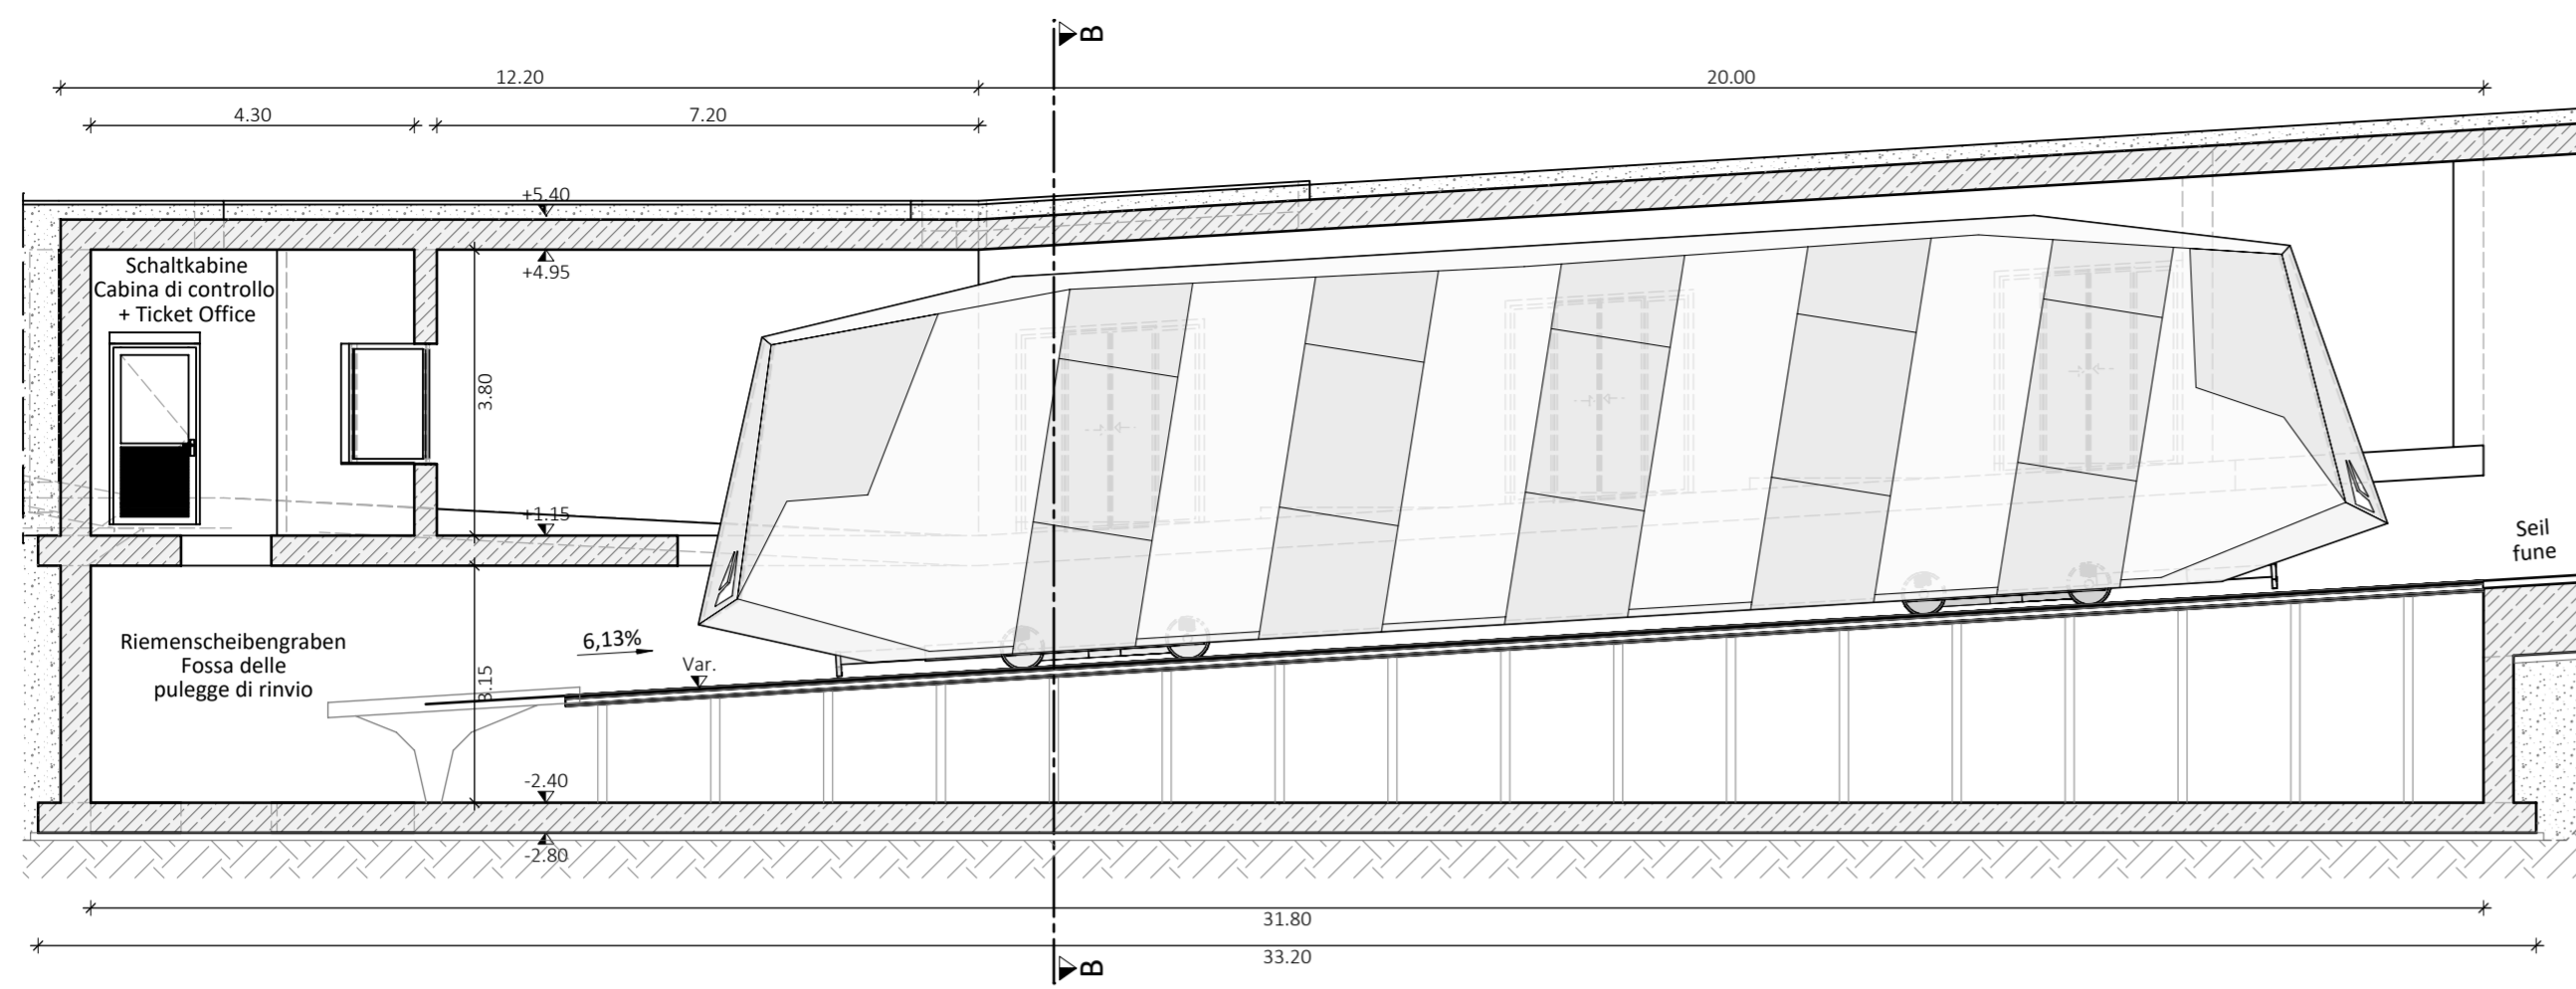 B
12.20
20.00
4.30
7.20
+5.40
+4.95
Schaltkabine
Cabina di controllo
+ Ticket Office
3.80
+1.15
Seil
fune
Riemenscheibengraben
Fossa delle
pulegge di rinvio
6,13%
Var.
3.15
-2.40
-2.80
31.80
33.20
B